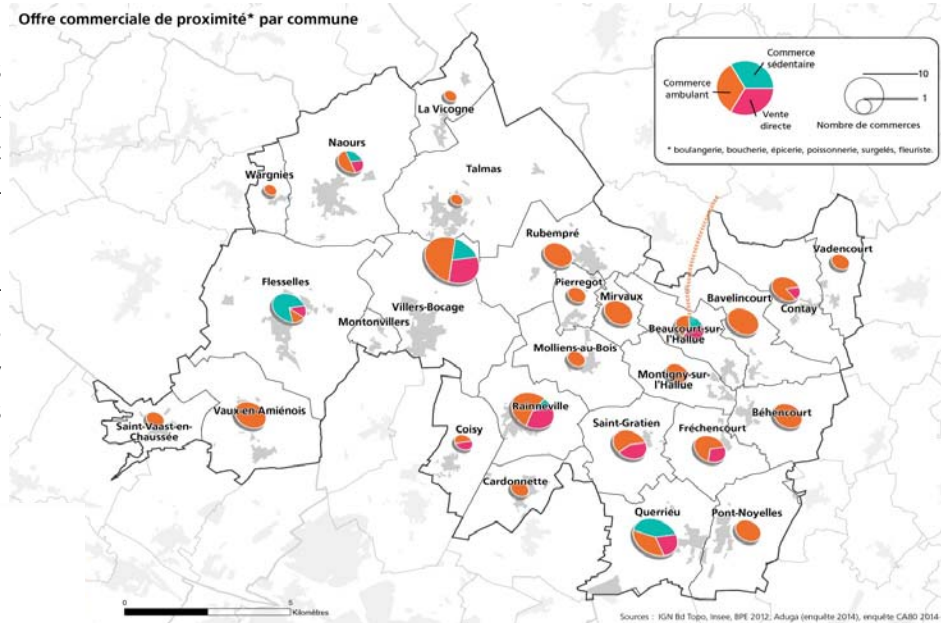 Offre commerciale de proximité* par commune
Commerce
sédentaire
Commerce
ambulant
Vente
directe
10
1
Nombre de commerces
* boulangerie, boucherie, épicerie, poissonnerie, surgelés, fleuriste.
La Vicogne
Naours
Wargnies
Talmas
Rubempré
Vadencourt
Flesselles
Pierregot
Mirvaux
Bavelincourt
Contay
Villers-Bocage
Montonvillers
Beaucourt-sur-
l'Hallue
Molliens-au-Bois
Montigny-sur-
l'Hallue
Rainneville
Vaux-en-Amiénois
Saint-Vaast-en-
Chaussée
Béhencourt
Saint-Gratien
Fréchencourt
Coisy
Cardonnette
Querrieu
Pont-Noyelles
0
5
Kilomètres
Sources : IGN Bd Topo, Insee, BPE 2012, Aduga (enquête 2014), enquête CA80 2014